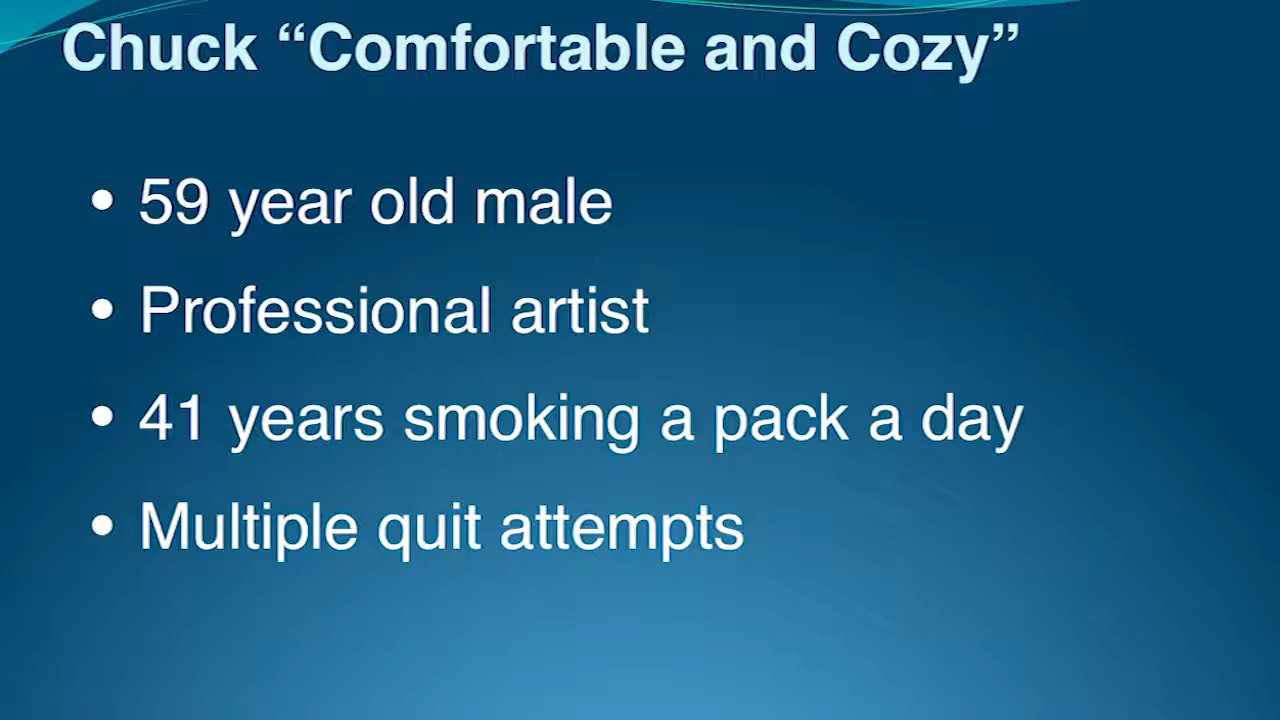 Chuck “Comfortable and Cozy”
• 59 year old male
• Professional artist
• 41 years smoking a pack a day
• Multiple quit attempts